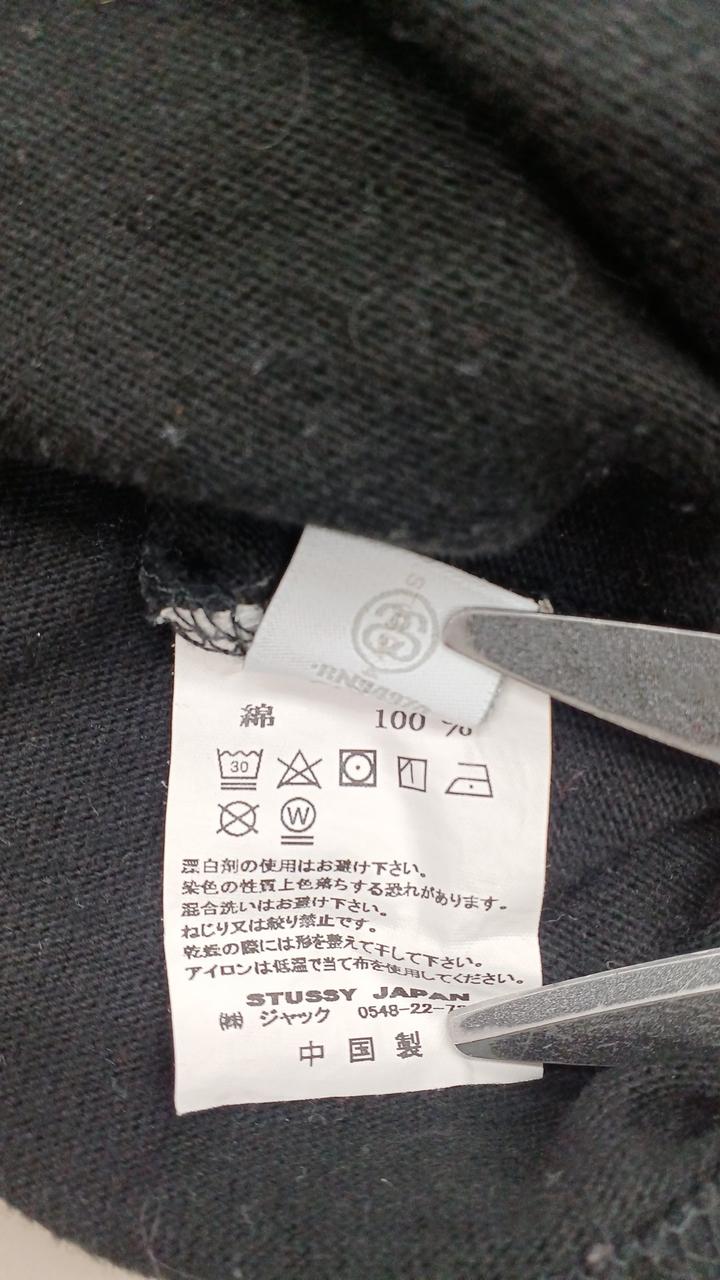 綿 100 %
30
W
漂白剤の使用はお避け下さい。
染色の性質上色落ちする恐れがあります。
混合洗いはお避け下さい。
ねじり又は絞り禁止です。
乾燥の際には形を整えて干して下さい。
アイロンは低温で当て布を使用してください。
STUSSY JAPAN
㈱ ジャック 0548-22-7
中国製